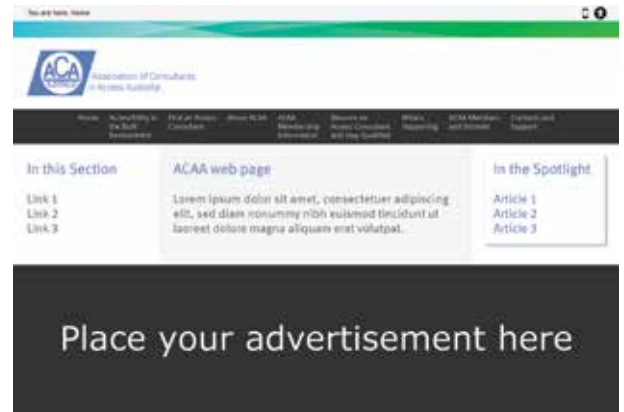 You are here: Home
ACA
Association of Consultants
in Access Australia
Home
Accessibility in
the Built
Environment
Find an Access
Consultant
About ACAA
ACAA
Membership
Information
Become an
Access Consultant
and Stay Qualified
What's
Happening
ACAA Members
and Intranet
Contact and
Support
In this Section
Link 1
Link 2
Link 3
ACAA web page
Lorem ipsum dolor sit amet, consectetuer adipiscing
elit, sed diam nonummy nibh euismod tincidunt ut
laoreet dolore magna aliquam erat volutpat.
In the Spotlight
Article 1
Article 2
Article 3
Place your advertisement here